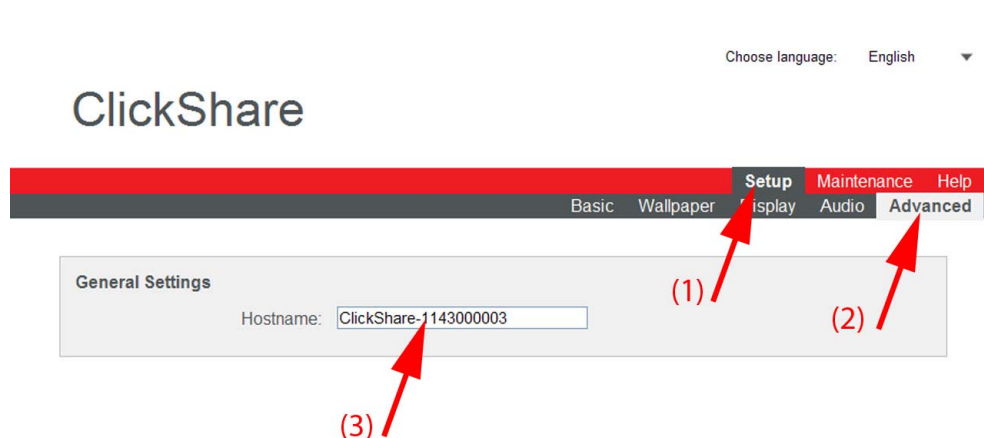 Choose language: English
ClickShare
Setup Maintenance Help
Basic Wallpaper Display Audio Advanced
General Settings
(1)
Hostname: ClickShare-1143000003
(2)
(3)